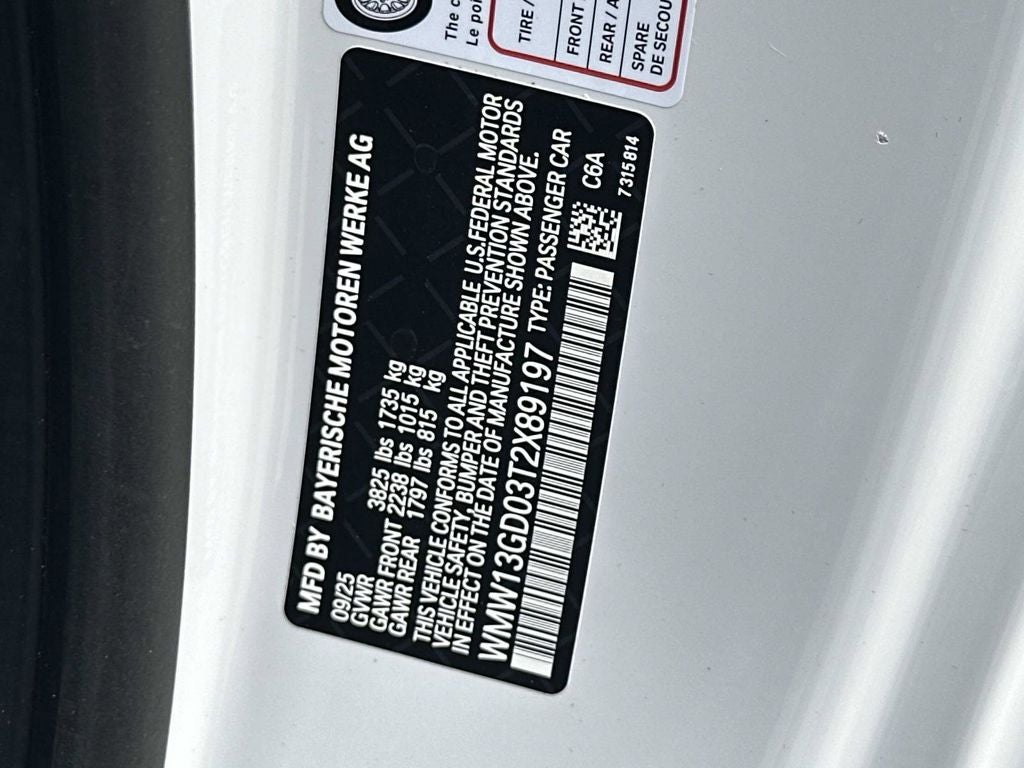 The c
Le poi
TIRE /
FRONT
REAR / A
SPARE
DE SECOU
MFD BY BAYERISCHE MOTOREN WERKE AG
09/25
GVWR 3825 lbs 1735 kg
GAWR FRONT 2238 lbs 1015 kg
GAWR REAR 1797 lbs 815 kg
THIS VEHICLE CONFORMS TO ALL APPLICABLE U.S.FEDERAL MOTOR
VEHICLE SAFETY, BUMPER AND THEFT PREVENTION STANDARDS
IN EFFECT ON THE DATE OF MANUFACTURE SHOWN ABOVE.
WMW13GD03T2X89197 TYPE: PASSENGER CAR
C6A
7315814